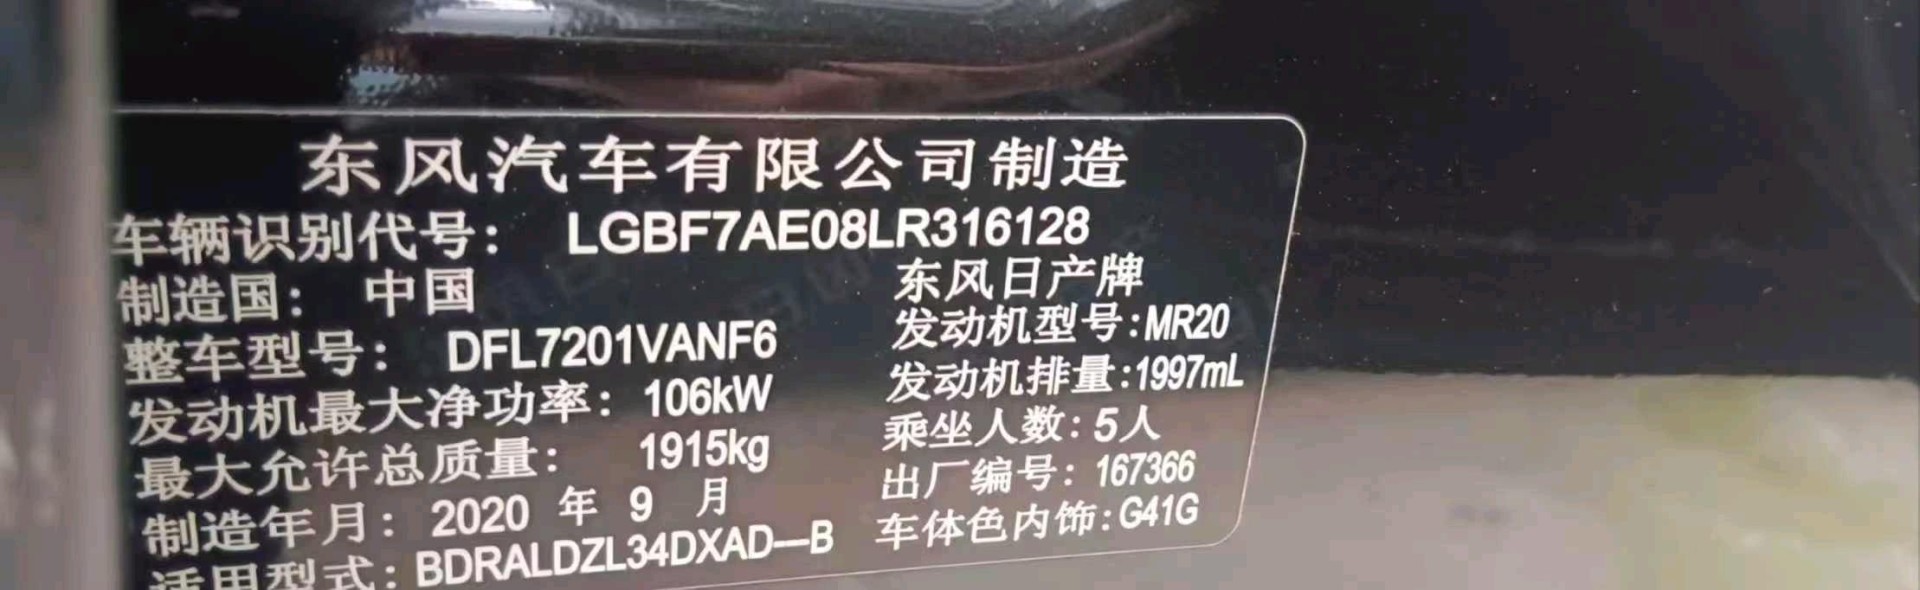 东风汽车有限公司制造
车辆识别代号： LGBF7AE08LR316128
制造国： 中国 东风日产牌
整车型号： DFL7201VANF6 发动机型号:MR20
发动机最大净功率： 106kW 发动机排量:1997mL
最大允许总质量： 1915kg 乘坐人数: 5人
制造年月: 2020 年 9 月 出厂编号: 167366
适用型式: BDRALDZL34DXAD—B 车体色内饰:G41G